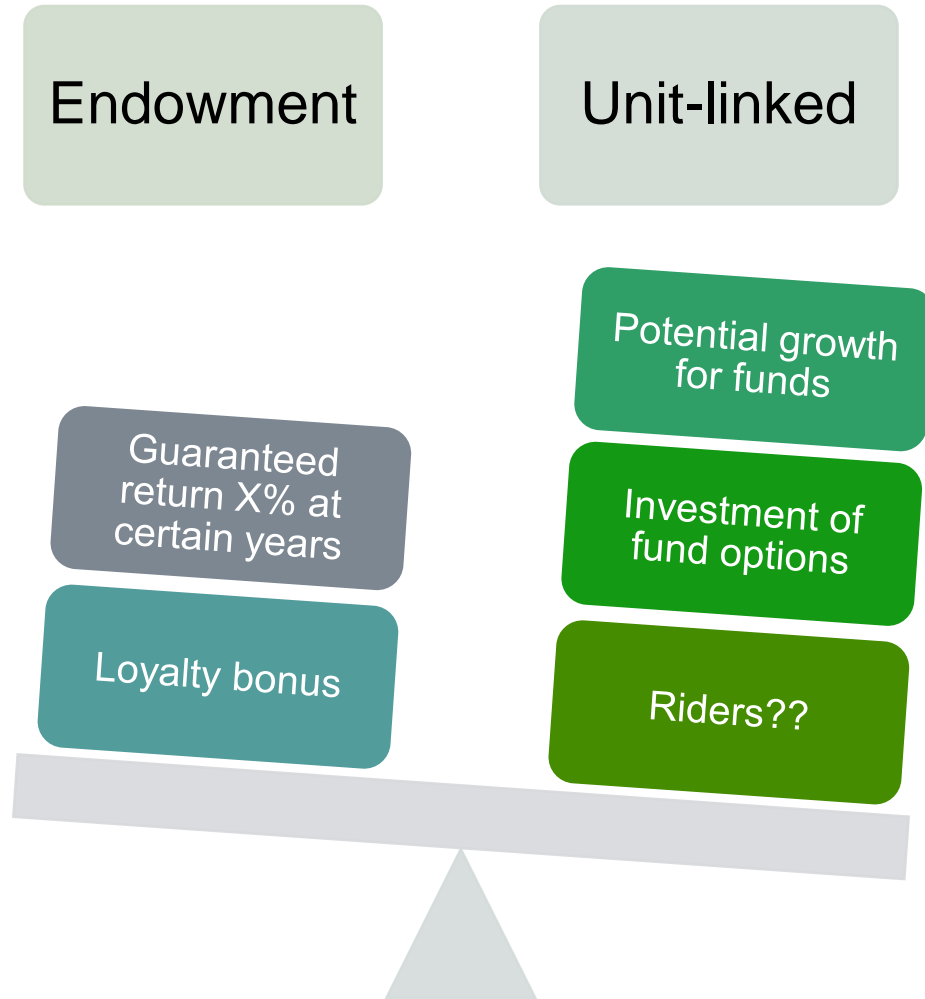 Endowment
Unit-linked
Guaranteed
return X% at
certain years
Loyalty bonus
Potential growth
for funds
Investment of
fund options
Riders??